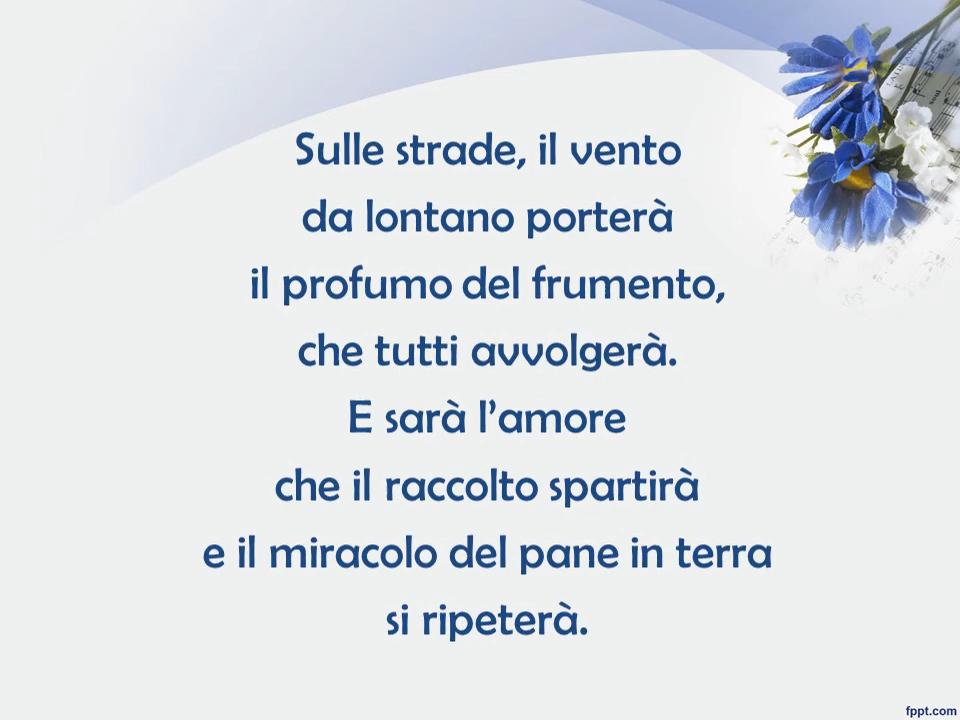 Sulle strade, il vento
da lontano porterà
il profumo del frumento,
che tutti avvolgerà.
E sarà l’amore
che il raccolto spartirà
e il miracolo del pane in terra
si ripeterà.
fppt.com